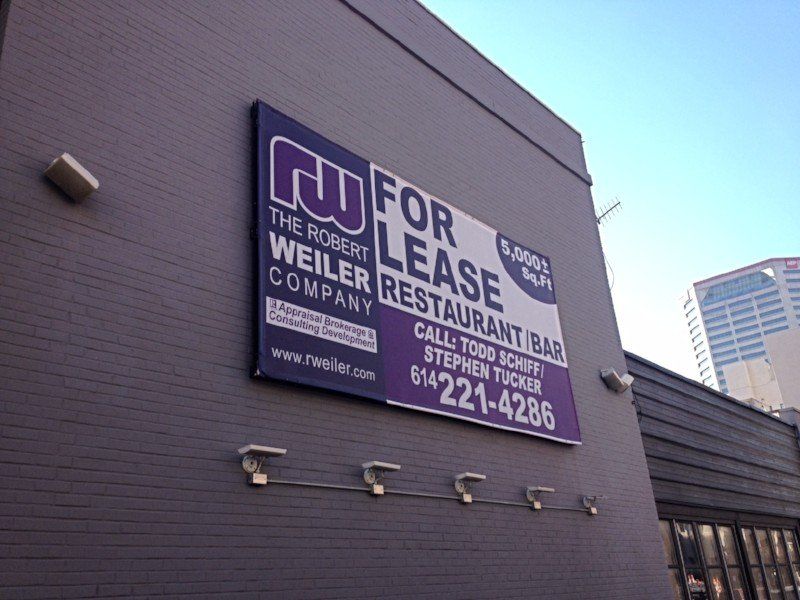 rw
THE ROBERT
WEILER
COMPANY
Appraisal Brokerage
Consulting Development
www.rweiler.com
FOR
LEASE
RESTAURANT/BAR
5,000±
Sq.Ft
CALL: TODD SCHIFF/
STEPHEN TUCKER
614 221-4286